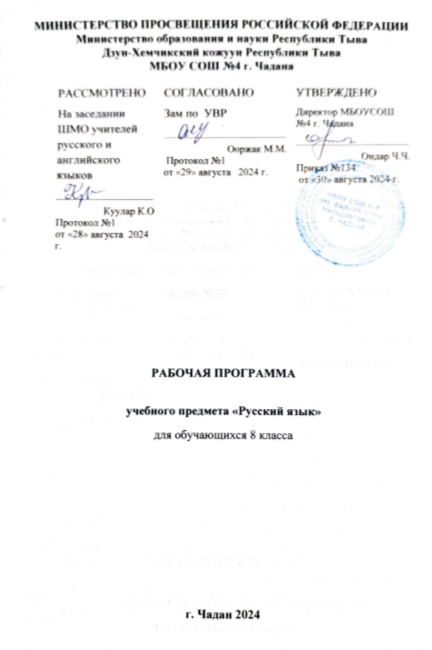 МИНИСТЕРСТВО ПРОСВЕЩЕНИЯ РОССИЙСКОЙ ФЕДЕРАЦИИ
Министерство образования и науки Республики Тыва
Дзун-Хемчикский кожуун Республики Тыва
МБОУ СОШ №4 г. Чадана
РАССМОТРЕНО
На заседании
ШМО учителей
русского и
английского
языков
Куулар К.О
Протокол №1
от «28» августа 2024
г.
СОГЛАСОВАНО
Зам по УВР
Ооржак М.М.
Протокол №1
от «29» августа 2024 г.
УТВЕРЖДЕНО
Директор МБОУСОШ
№4 г. Чадана
Ондар Ч.Ч.
Приказ №134
от «30» августа 2024 г.
РАБОЧАЯ ПРОГРАММА
учебного предмета «Русский язык»
для обучающихся 8 класса
г. Чадан 2024